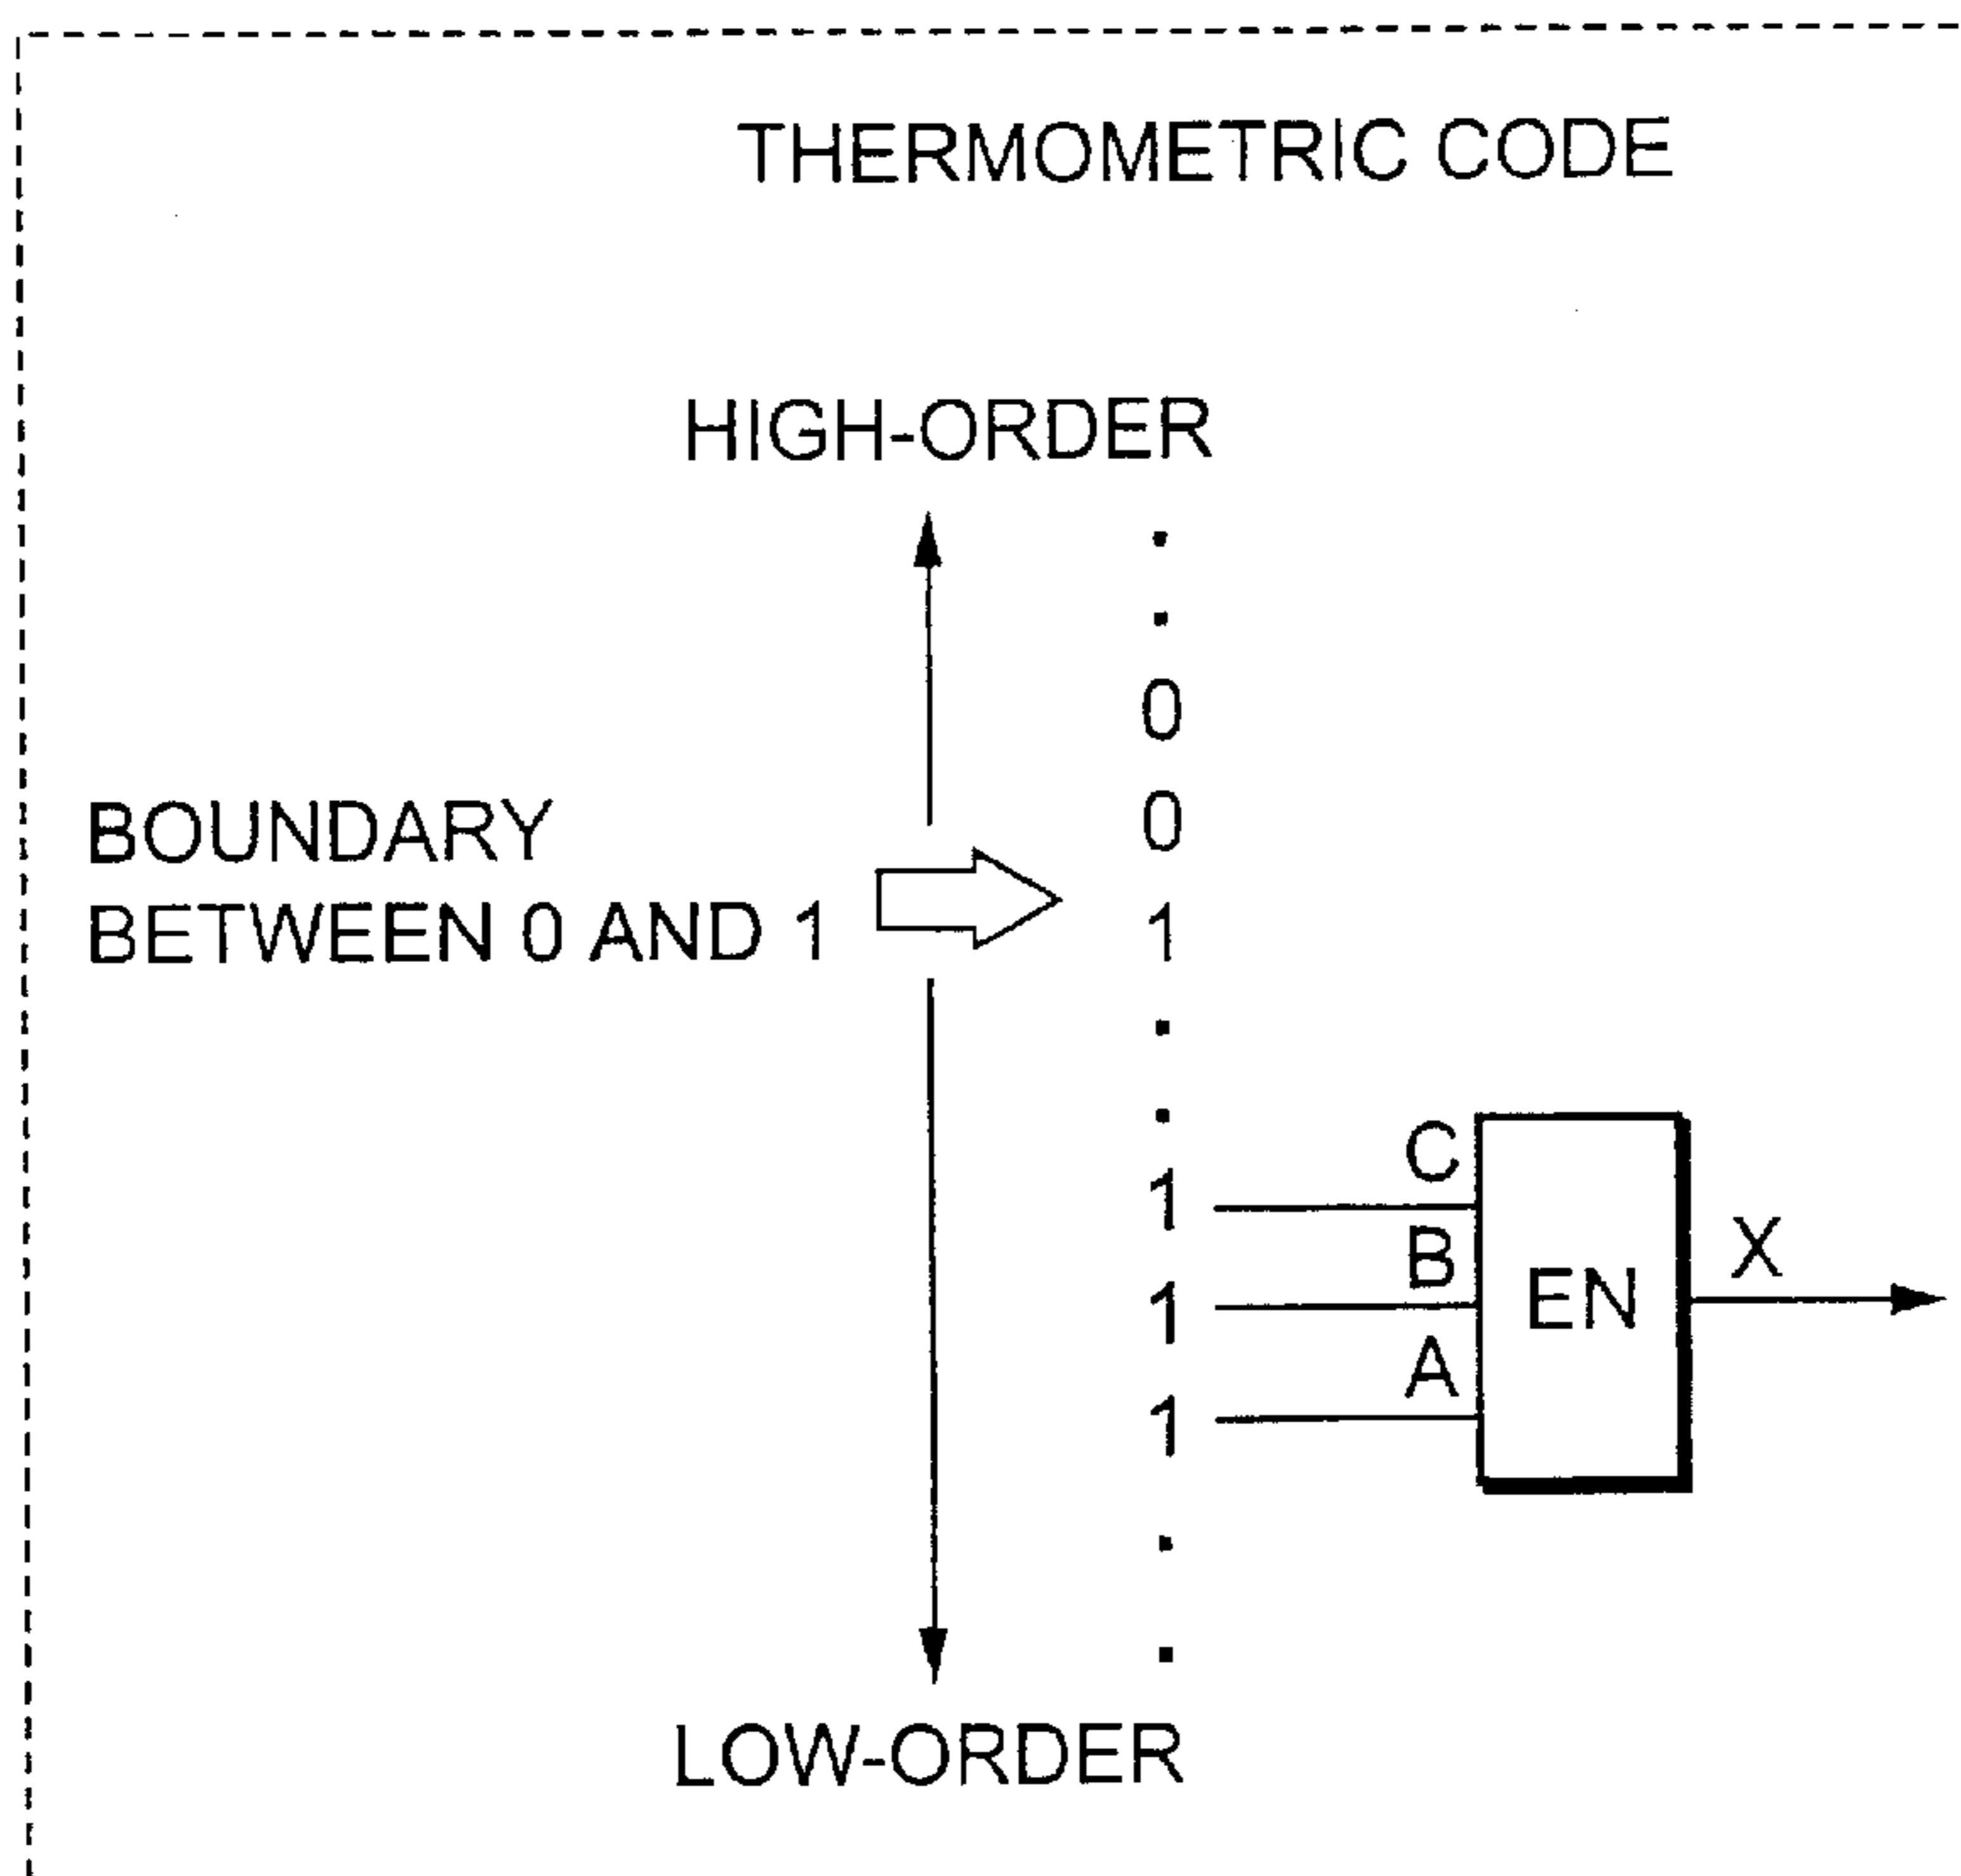 THERMOMETRIC CODE
HIGH-ORDER
.
.
0
0
BOUNDARY
BETWEEN 0 AND 1
1
.
.
1 C
1 B
1 A
EN
X
.
.
LOW-ORDER